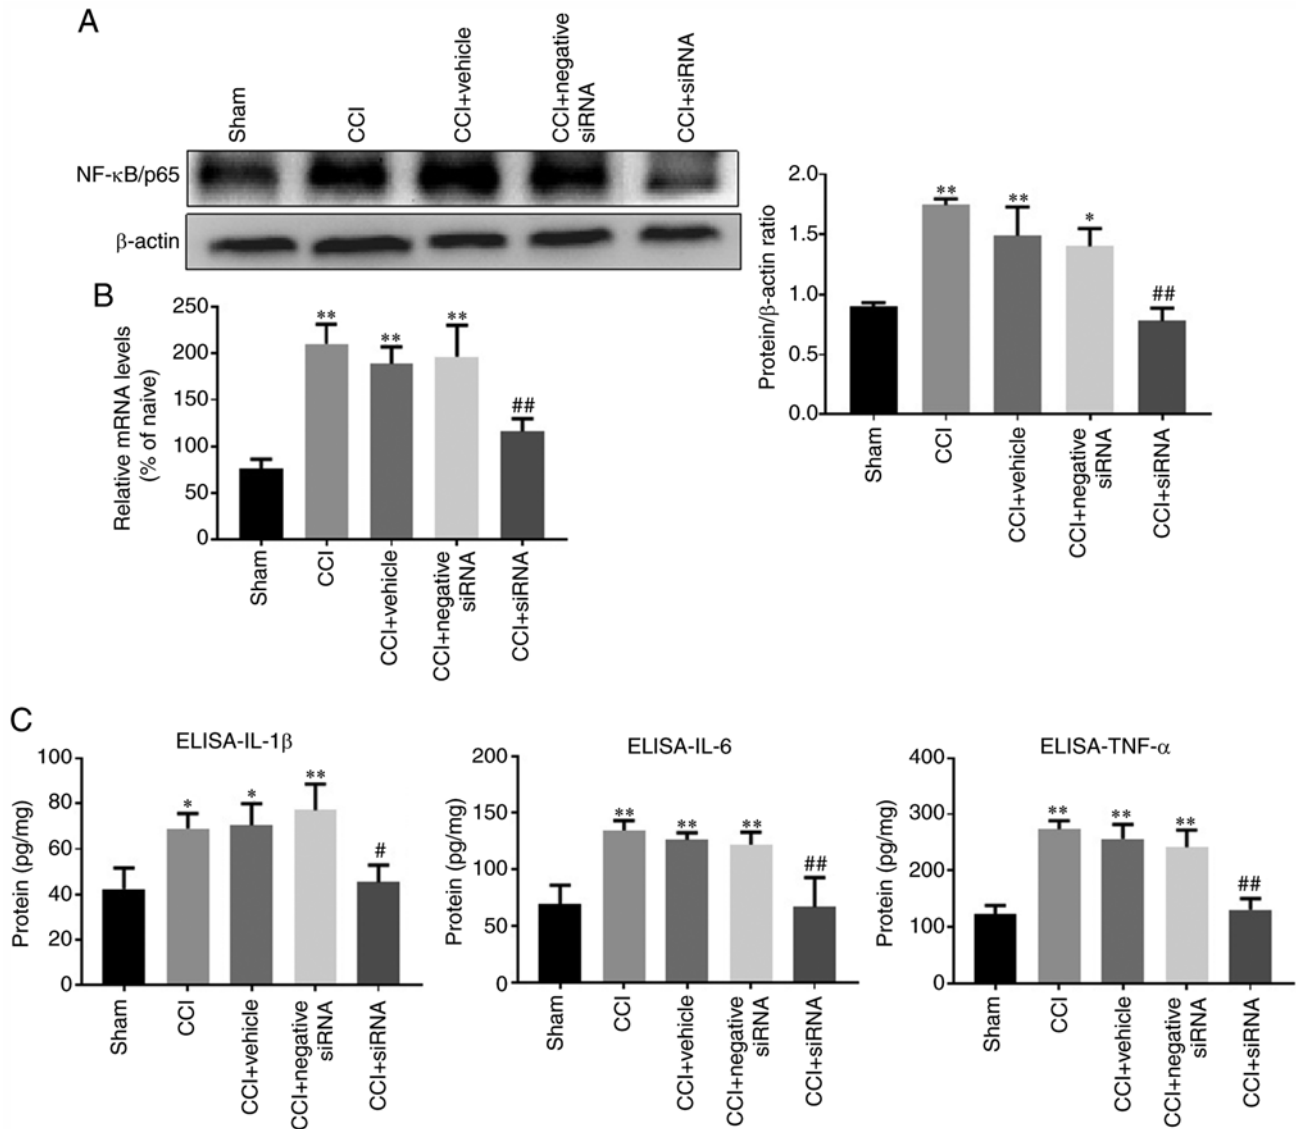 A
Sham
CCI
CCI+vehicle
CCI+negative
siRNA
CCI+siRNA
NF-κB/p65
β-actin
Protein/β-actin ratio
2.0
1.5
1.0
0.5
0.0
**
**
*
##
Sham
CCI
CCI+vehicle
CCI+negative
siRNA
CCI+siRNA
B
Relative mRNA levels
(% of naive)
250
200
150
100
50
0
**
**
**
##
Sham
CCI
CCI+vehicle
CCI+negative
siRNA
CCI+siRNA
C
ELISA-IL-1β
Protein (pg/mg)
100
80
60
40
20
0
*
*
**
#
Sham
CCI
CCI+vehicle
CCI+negative
siRNA
CCI+siRNA
ELISA-IL-6
Protein (pg/mg)
200
150
100
50
0
**
**
**
##
Sham
CCI
CCI+vehicle
CCI+negative
siRNA
CCI+siRNA
ELISA-TNF-α
Protein (pg/mg)
400
300
200
100
0
**
**
**
##
Sham
CCI
CCI+vehicle
CCI+negative
siRNA
CCI+siRNA